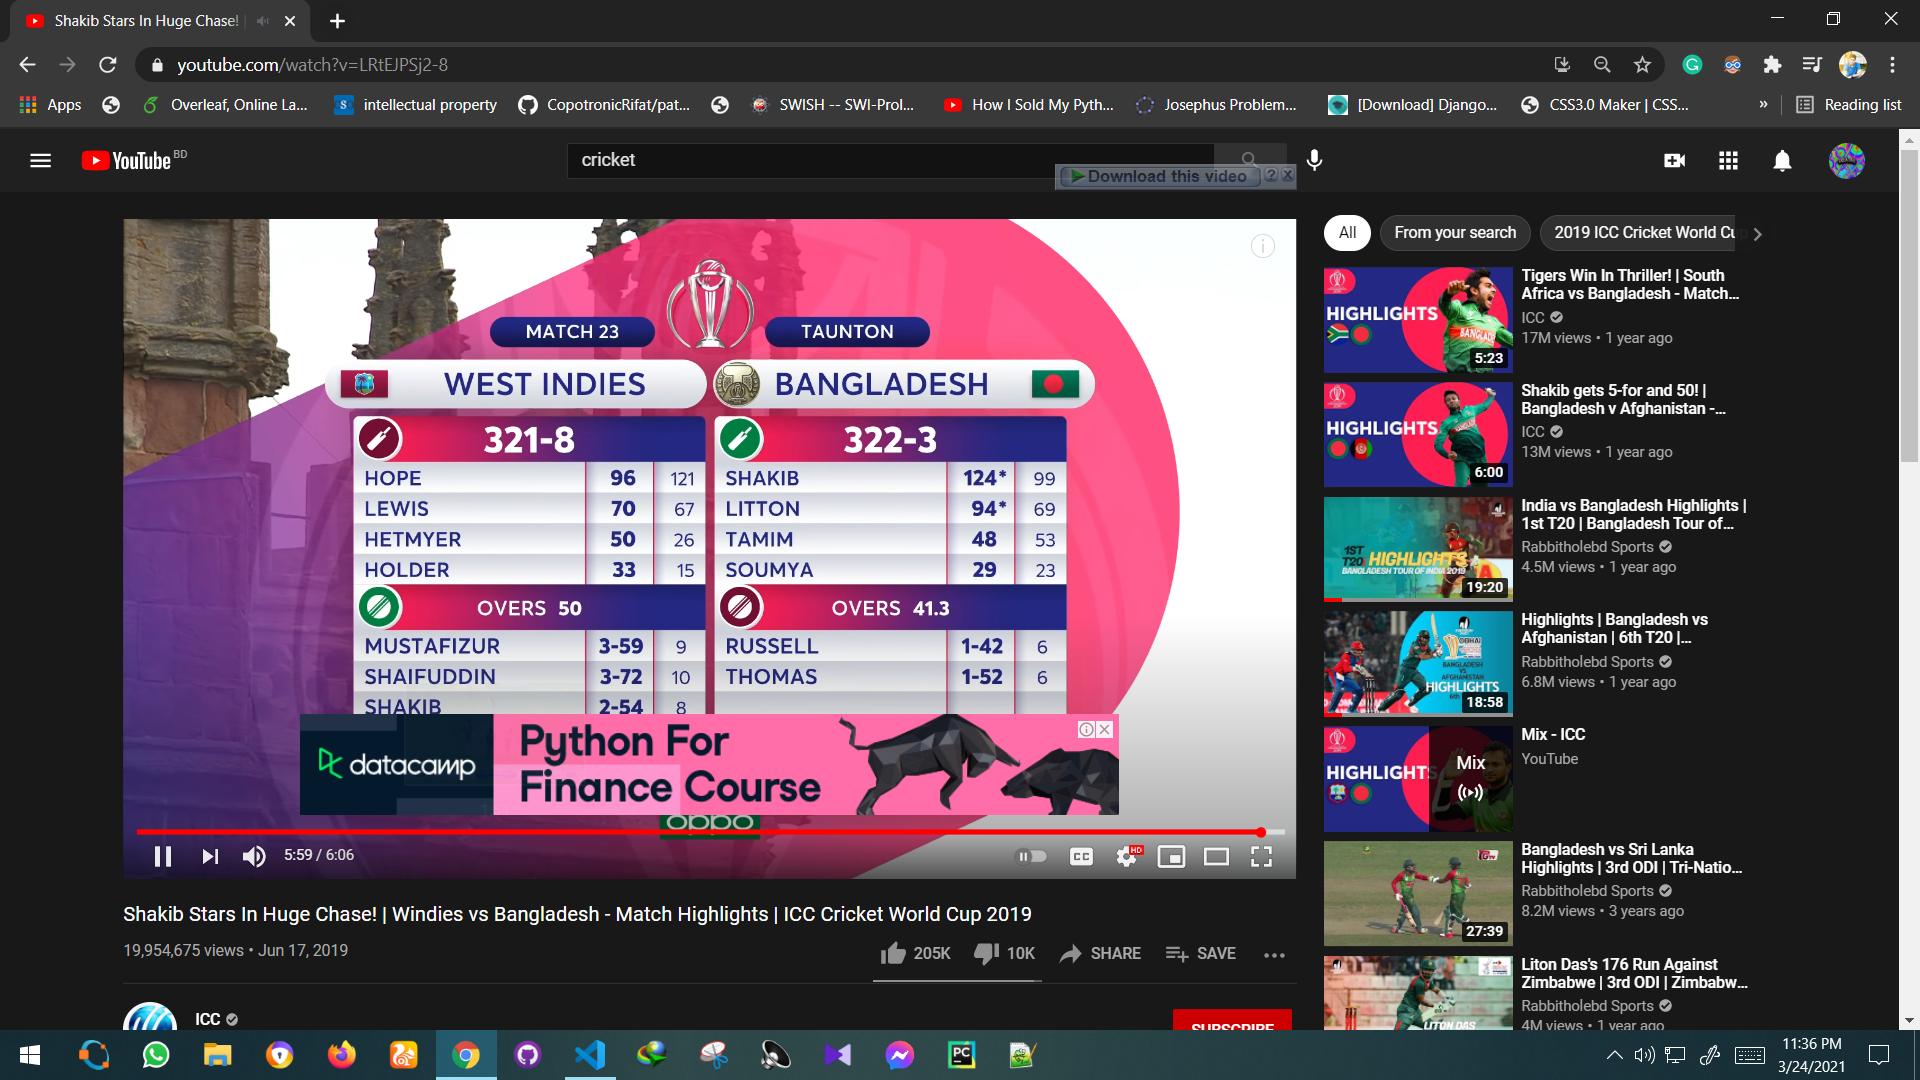 Shakib Stars In Huge Chase!
youtube.com/watch?v=LRtEJPSj2-8
Apps
Overleaf, Online La...
intellectual property
CopotronicRifat/pat...
SWISH -- SWI-Prol...
How I Sold My Pyth...
Josephus Problem...
[Download] Django...
CSS3.0 Maker | CSS...
»
Reading list
YouTube BD
cricket
Download this video ? X
MATCH 23
TAUNTON
WEST INDIES
BANGLADESH
321-8
322-3
HOPE 96 121
SHAKIB 124* 99
LEWIS 70 67
LITTON 94* 69
HETMYER 50 26
TAMIM 48 53
HOLDER 33 15
SOUMYA 29 23
OVERS 50
OVERS 41.3
MUSTAFIZUR 3-59 9
RUSSELL 1-42 6
SHAIFUDDIN 3-72 10
THOMAS 1-52 6
SHAKIB 2-54 8
datacamp
Python For
Finance Course
oppo
5:59 / 6:06
CC
HD
Shakib Stars In Huge Chase! | Windies vs Bangladesh - Match Highlights | ICC Cricket World Cup 2019
19,954,675 views • Jun 17, 2019
205K
10K
SHARE
SAVE
ICC
SUBSCRIBE
All
From your search
2019 ICC Cricket World Cu
HIGHLIGHTS
BANGLADESH
5:23
Tigers Win In Thriller! | South
Africa vs Bangladesh - Match...
ICC
17M views • 1 year ago
HIGHLIGHTS
6:00
Shakib gets 5-for and 50! |
Bangladesh v Afghanistan -...
ICC
13M views • 1 year ago
1ST
T20 HIGHLIGHTS
BANGLADESH TOUR OF INDIA 2019
19:20
India vs Bangladesh Highlights |
1st T20 | Bangladesh Tour of...
Rabbitholebd Sports
4.5M views • 1 year ago
BANGLADESH
VS
AFGHANISTAN
HIGHLIGHTS
18:58
Highlights | Bangladesh vs
Afghanistan | 6th T20 |...
Rabbitholebd Sports
6.8M views • 1 year ago
HIGHLIGHTS
Mix
Mix - ICC
YouTube
27:39
Bangladesh vs Sri Lanka
Highlights | 3rd ODI | Tri-Natio...
Rabbitholebd Sports
8.2M views • 3 years ago
LITON DAS
Liton Das's 176 Run Against
Zimbabwe | 3rd ODI | Zimbabw...
Rabbitholebd Sports
4M views • 1 year ago
PC
11:36 PM
3/24/2021